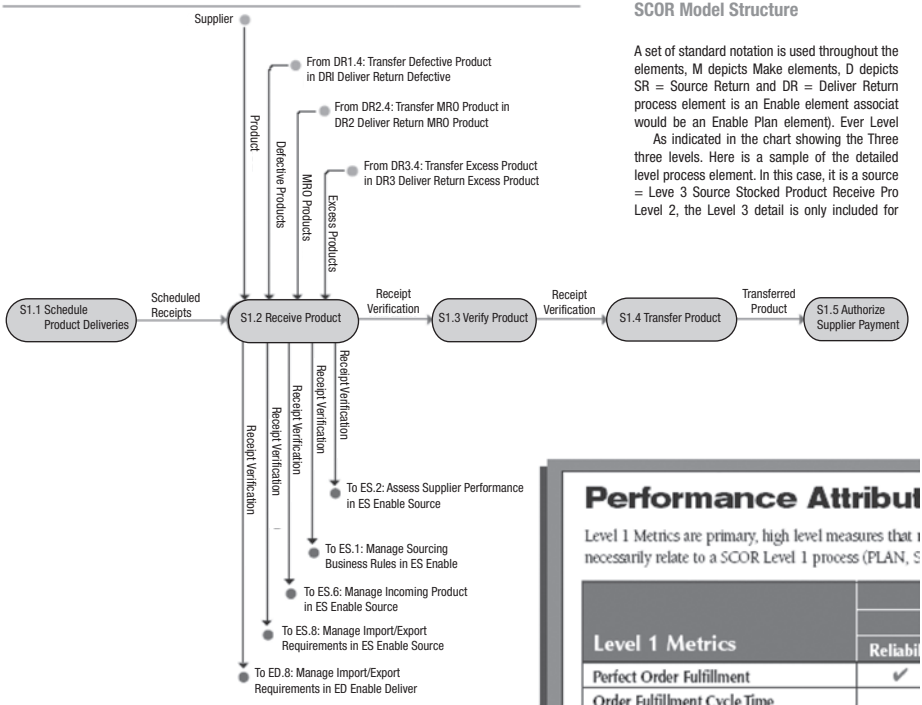 Supplier
From DR1.4: Transfer Defective Product
in DRI Deliver Return Defective
From DR2.4: Transfer MRO Product in
DR2 Deliver Return MRO Product
From DR3.4: Transfer Excess Product
in DR3 Deliver Return Excess Product
Product
Defective Products
MRO Products
Excess Products
S1.1 Schedule
Product Deliveries
Scheduled
Receipts
S1.2 Receive Product
Receipt
Verification
S1.3 Verify Product
Receipt
Verification
S1.4 Transfer Product
Transferred
Product
S1.5 Authorize
Supplier Payment
Receipt Verification
Receipt Verification
Receipt Verification
Receipt Verification
Receipt Verification
To ES.2: Assess Supplier Performance
in ES Enable Source
To ES.1: Manage Sourcing
Business Rules in ES Enable
To ES.6: Manage Incoming Product
in ES Enable Source
To ES.8: Manage Import/Export
Requirements in ES Enable Source
To ED.8: Manage Import/Export
Requirements in ED Enable Deliver
SCOR Model Structure
A set of standard notation is used throughout the
elements, M depicts Make elements, D depicts
SR = Source Return and DR = Deliver Return
process element is an Enable element associat
would be an Enable Plan element). Ever Level
As indicated in the chart showing the Three
three levels. Here is a sample of the detailed
level process element. In this case, it is a source
= Leve 3 Source Stocked Product Receive Pro
Level 2, the Level 3 detail is only included for
Performance Attribut
Level 1 Metrics are primary, high level measures that
necessarily relate to a SCOR Level 1 process (PLAN, S
Level 1 Metrics
Reliabil
Perfect Order Fulfillment
✔
Order Fulfillment Cycle Time